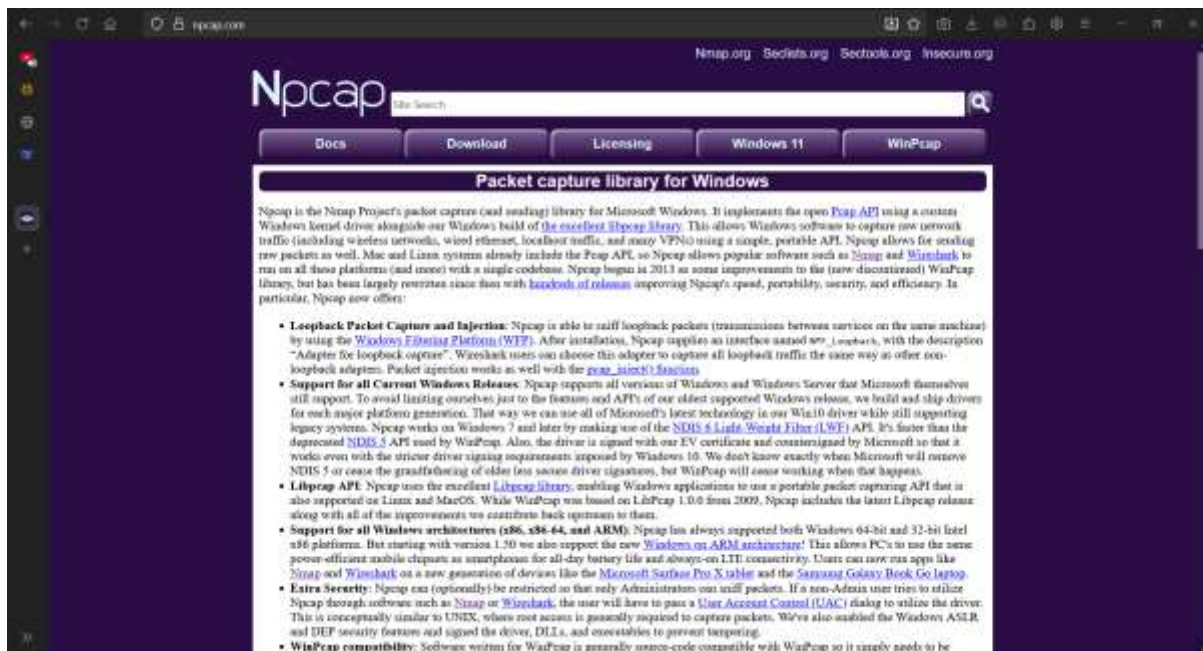 npcap.com
Nmap.org Seclists.org Sectools.org Insecure.org
Npcap
Site Search
Docs Download Licensing Windows 11 WinPcap
Packet capture library for Windows
Npcap is the Nmap Project's packet capture (and sending) library for Microsoft Windows. It implements the open Pcap API using a custom
Windows kernel driver alongside our Windows build of the excellent libpcap library. This allows Windows software to capture raw network
traffic (including wireless networks, wired ethernet, localhost traffic, and many VPNs) using a simple, portable API. Npcap allows for sending
raw packets as well. Mac and Linux systems already include the Pcap API, so Npcap allows popular software such as Nmap and Wireshark to
run on all these platforms (and more) with a single codebase. Npcap began in 2013 as some improvements to the (now discontinued) WinPcap
library, but has been largely rewritten since then with hundreds of releases improving Npcap's speed, portability, security, and efficiency. In
particular, Npcap now offers:
• Loopback Packet Capture and Injection: Npcap is able to sniff loopback packets (transmissions between services on the same machine)
by using the Windows Filtering Platform (WFP). After installation, Npcap supplies an interface named NPF_Loopback, with the description
“Adapter for loopback capture”. Wireshark users can choose this adapter to capture all loopback traffic the same way as other non-
loopback adapters. Packet injection works as well with the pcap_inject() function.
• Support for all Current Windows Releases: Npcap supports all versions of Windows and Windows Server that Microsoft themselves
still support. To avoid limiting ourselves just to the features and API's of our oldest supported Windows release, we build and ship drivers
for each major platform generation. That way we can use all of Microsoft's latest technology in our Win10 driver while still supporting
legacy systems. Npcap works on Windows 7 and later by making use of the NDIS 6 Light-Weight Filter (LWF) API. It's faster than the
deprecated NDIS 5 API used by WinPcap. Also, the driver is signed with our EV certificate and countersigned by Microsoft so that it
works even with the stricter driver signing requirements imposed by Windows 10. We don't know exactly when Microsoft will remove
NDIS 5 or cease the grandfathering of older less secure driver signatures, but WinPcap will cease working when that happens.
• Libpcap API: Npcap uses the excellent Libpcap library, enabling Windows applications to use a portable packet capturing API that is
also supported on Linux and MacOS. While WinPcap was based on LibPcap 1.0.0 from 2009, Npcap includes the latest Libpcap release
along with all of the improvements we contribute back upstream to them.
• Support for all Windows architectures (x86, x86-64, and ARM): Npcap has always supported both Windows 64-bit and 32-bit Intel
x86 platforms. But starting with version 1.50 we also support the new Windows on ARM architecture! This allows PC's to use the same
power-efficient mobile chipsets as smartphones for all-day battery life and always-on LTE connectivity. Users can now run apps like
Nmap and Wireshark on a new generation of devices like the Microsoft Surface Pro X tablet and the Samsung Galaxy Book Go laptop.
• Extra Security: Npcap can (optionally) be restricted so that only Administrators can sniff packets. If a non-Admin user tries to utilize
Npcap through software such as Nmap or Wireshark, the user will have to pass a User Account Control (UAC) dialog to utilize the driver.
This is conceptually similar to UNIX, where root access is generally required to capture packets. We've also enabled the Windows ASLR
and DEP security features and signed the driver, DLLs, and executables to prevent tampering.
• WinPcap compatibility: Software written for WinPcap is generally source-code compatible with WinPcap so it simply needs to be